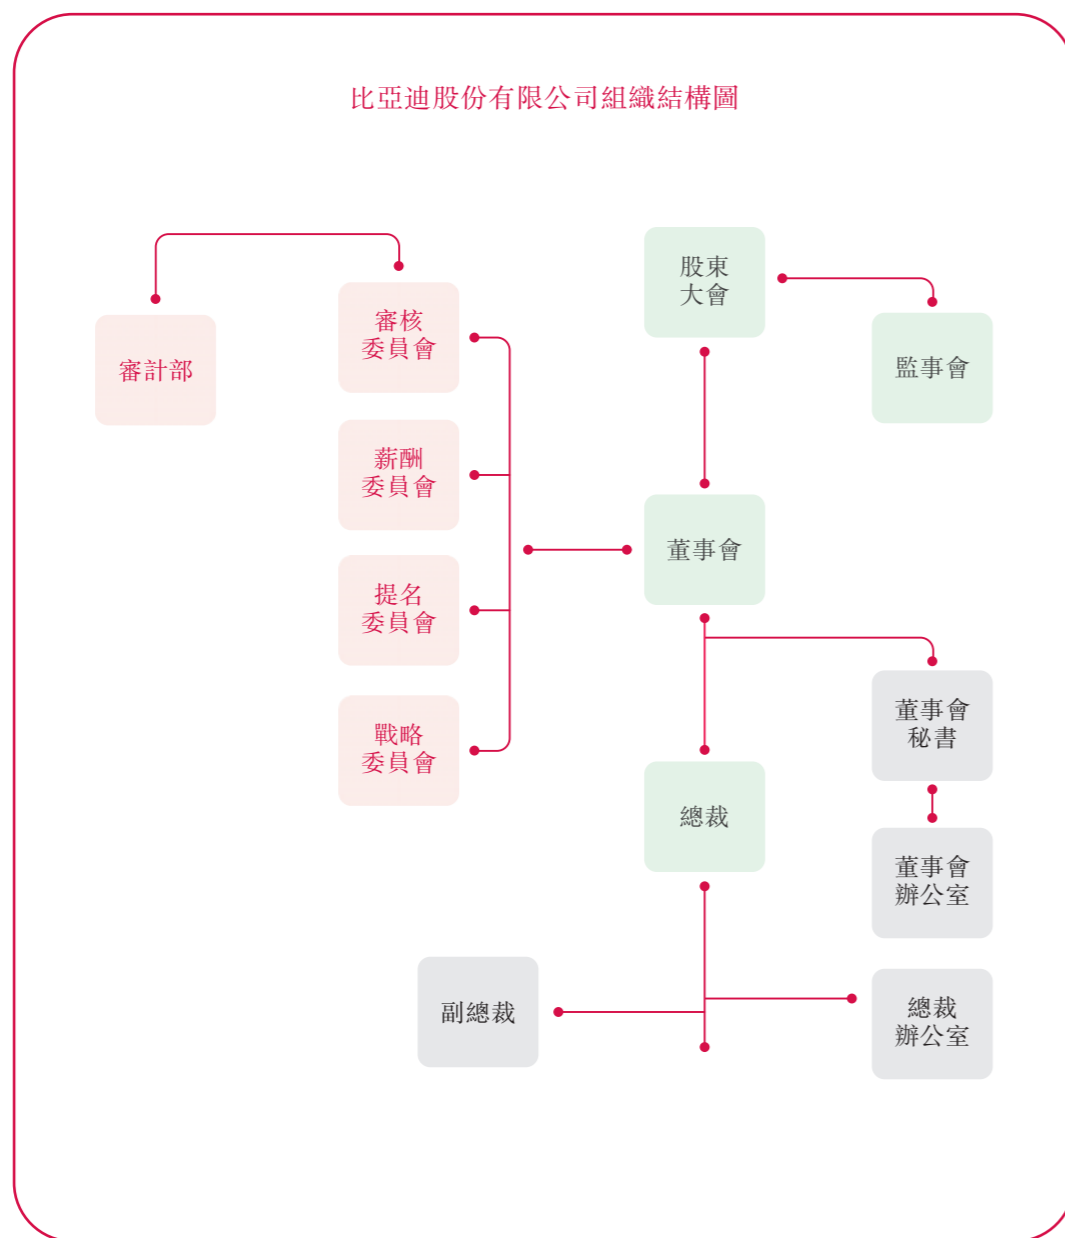 比亞迪股份有限公司組織結構圖
股東
大會
監事會
審核
委員會
審計部
薪酬
委員會
董事會
提名
委員會
戰略
委員會
董事會
秘書
總裁
董事會
辦公室
副總裁
總裁
辦公室